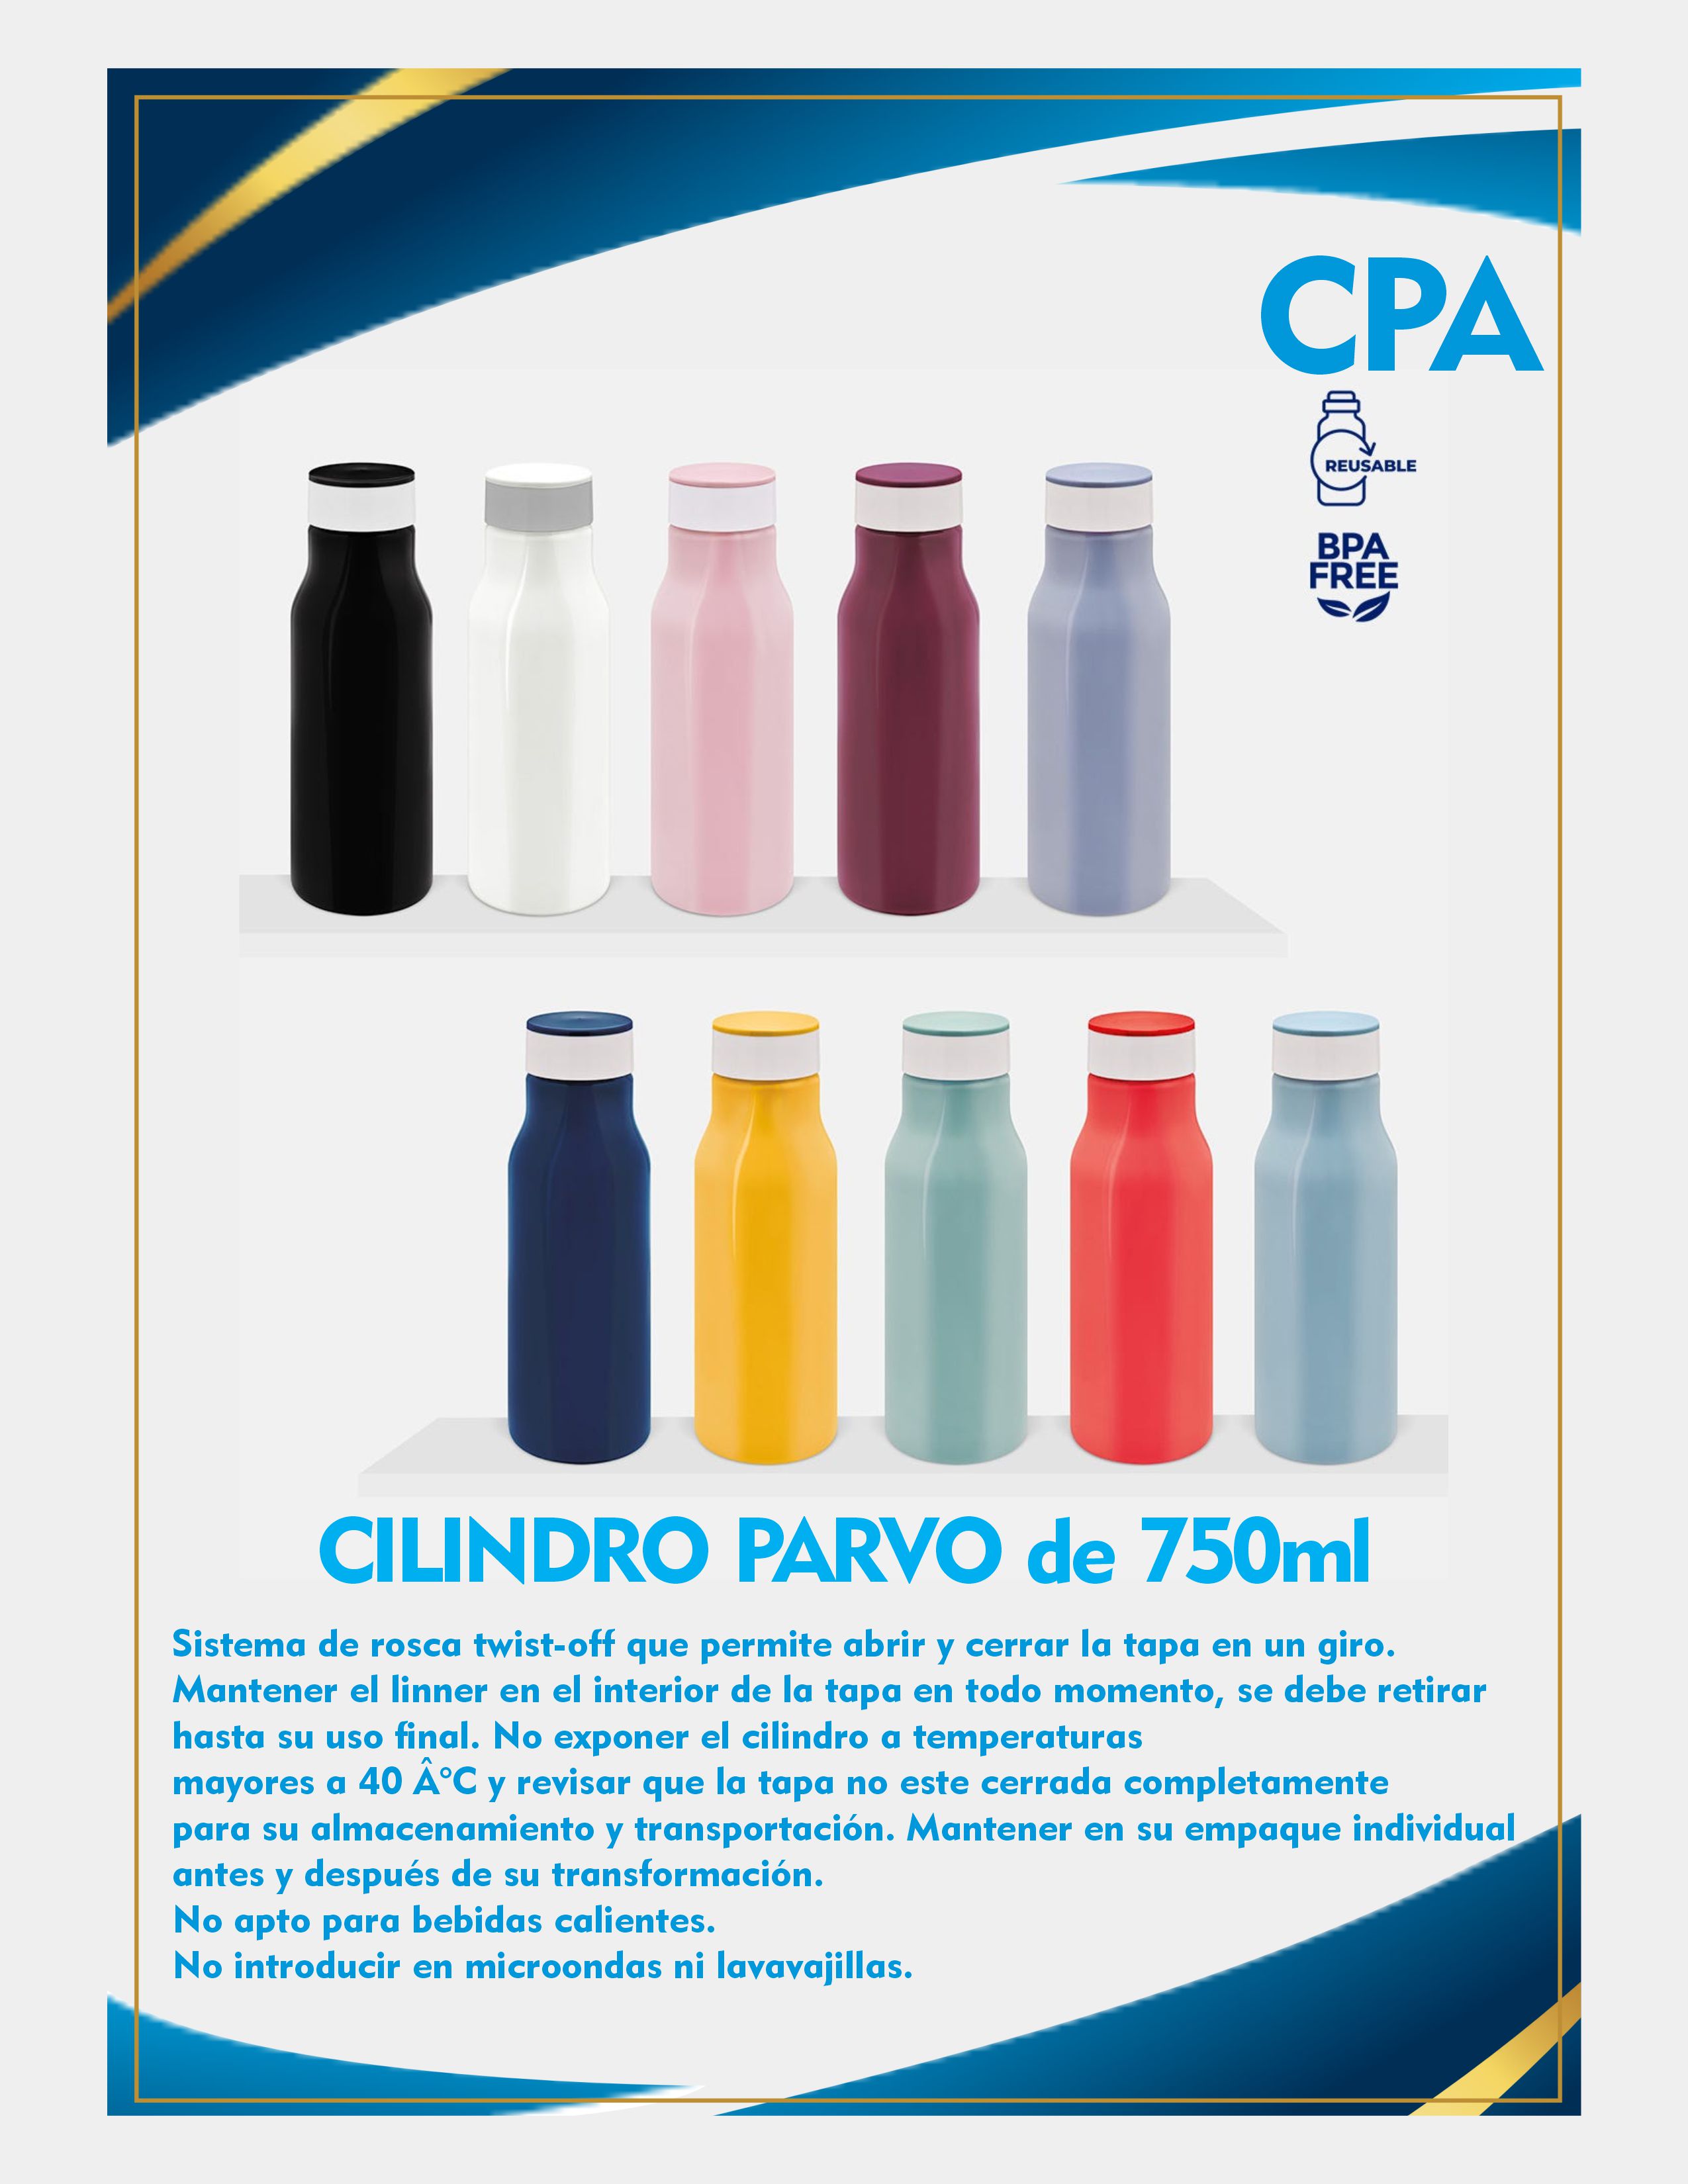 CPA
REUSABLE
BPA
FREE
CILINDRO PARVO de 750ml
Sistema de rosca twist-off que permite abrir y cerrar la tapa en un giro.
Mantener el linner en el interior de la tapa en todo momento, se debe retirar
hasta su uso final. No exponer el cilindro a temperaturas
mayores a 40 Â°C y revisar que la tapa no este cerrada completamente
para su almacenamiento y transportación. Mantener en su empaque individual
antes y después de su transformación.
No apto para bebidas calientes.
No introducir en microondas ni lavavajillas.